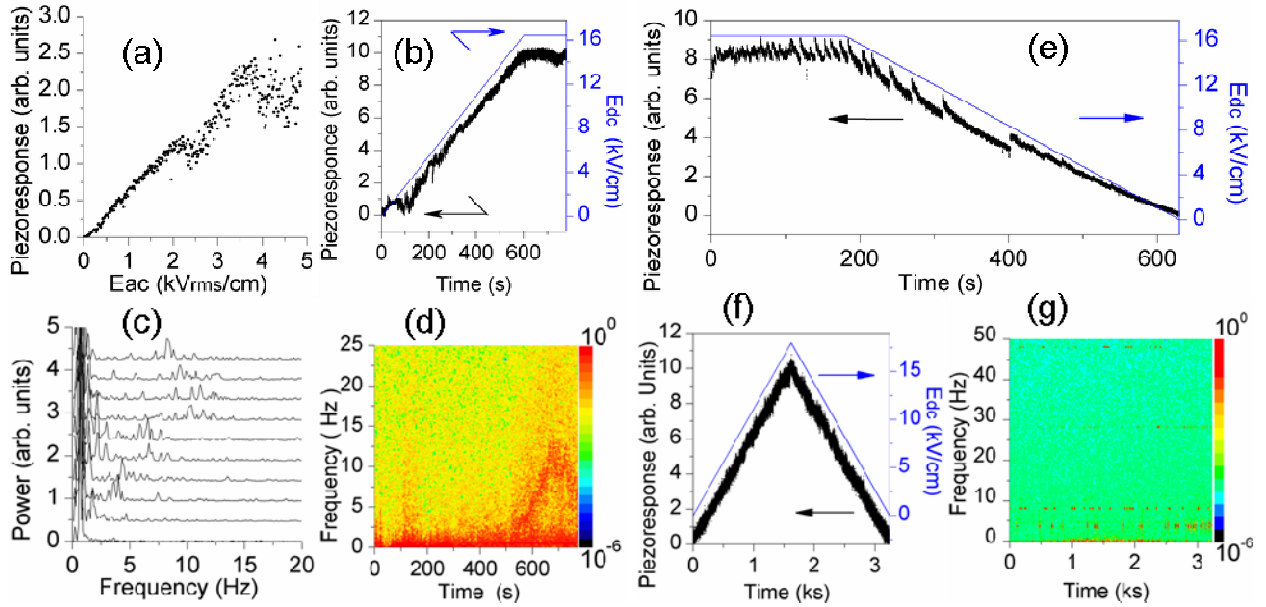 (a)
Piezoresponse (arb. units)
3.0
2.5
2.0
1.5
1.0
0.5
0.0
0 1 2 3 4 5
Eac (kVrms/cm)
(b)
Piezoresponce (arb. units)
12
10
8
6
4
2
0
0 200 400 600
Time (s)
16
12
8
4
0
Edc (kV/cm)
(e)
Piezoresponse (arb. units)
10
8
6
4
2
0
0 200 400 600
Time (s)
16
12
8
4
0
Edc (kV/cm)
(c)
Power (arb. units)
5
4
3
2
1
0
0 5 10 15 20
Frequency (Hz)
(d)
Frequency ( Hz)
25
20
15
10
5
0
0 200 400 600
Time (s)
10^0
10^-6
(f)
Piezoresponse (arb. Units)
12
10
8
6
4
2
0
0 1 2 3
Time (ks)
15
10
5
0
Edc (kV/cm)
(g)
Frequency (Hz)
50
40
30
20
10
0
0 1 2 3
Time (ks)
10^0
10^-6